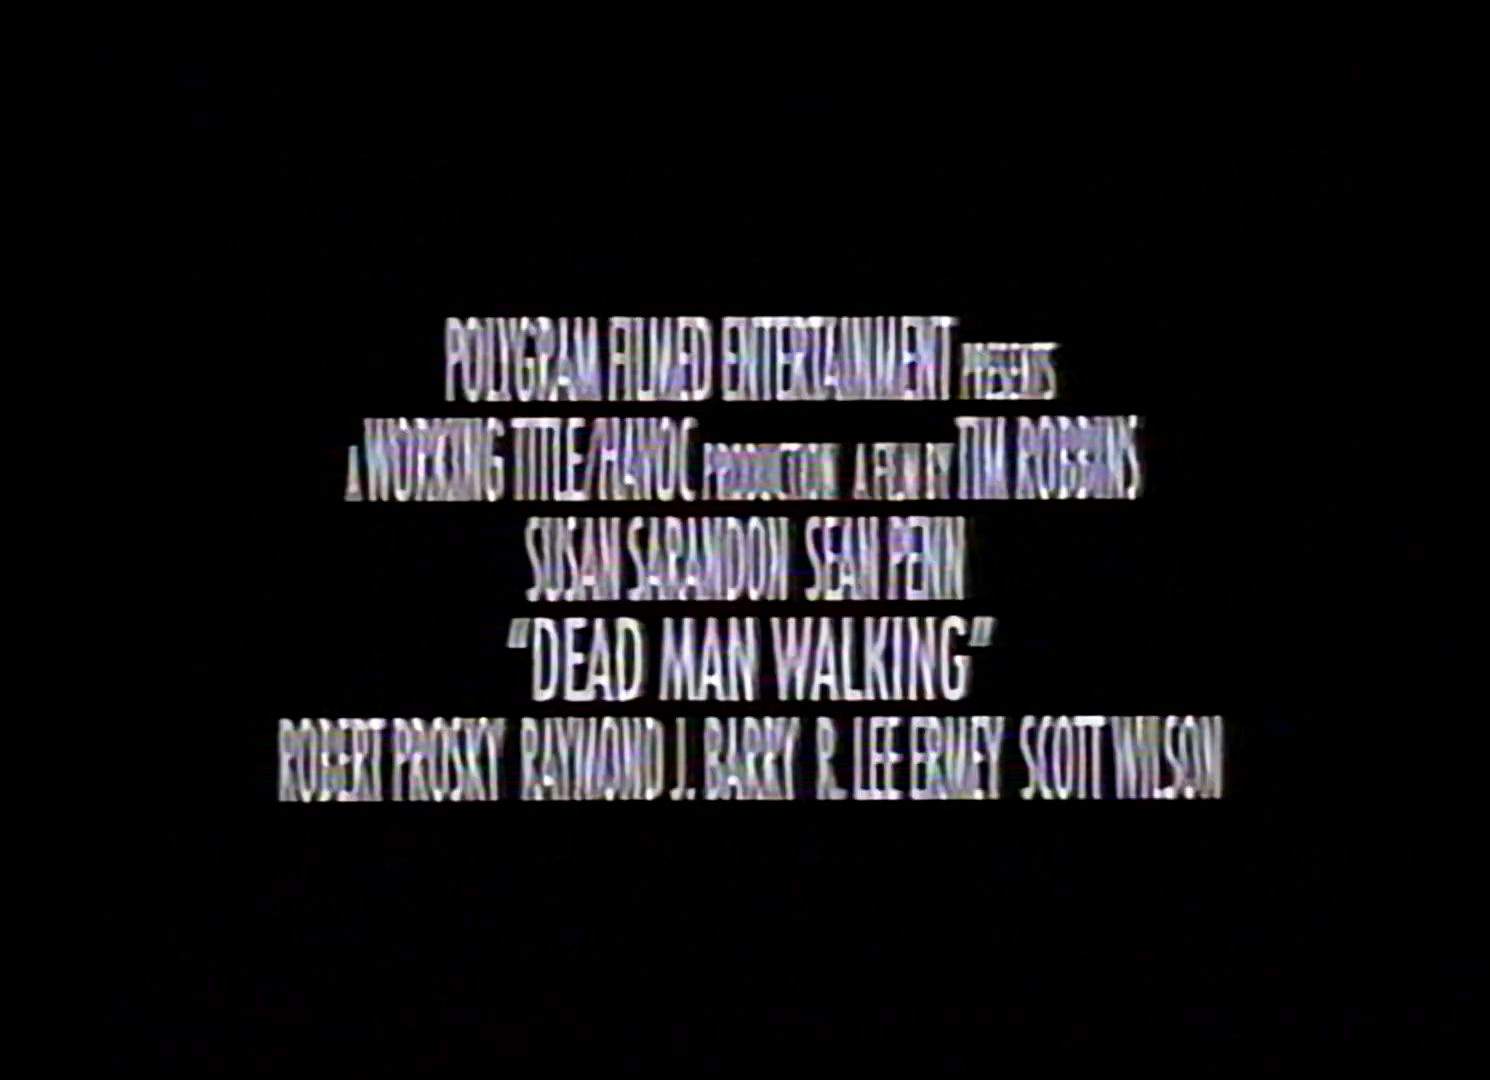 POLYGRAM FILMED ENTERTAINMENT PRESENTS
A WORKING TITLE/HAVOC PRODUCTION A FILM BY TIM ROBBINS
SUSAN SARANDON SEAN PENN
"DEAD MAN WALKING"
ROBERT PROSKY RAYMOND J. BARRY R. LEE ERMEY SCOTT WILSON